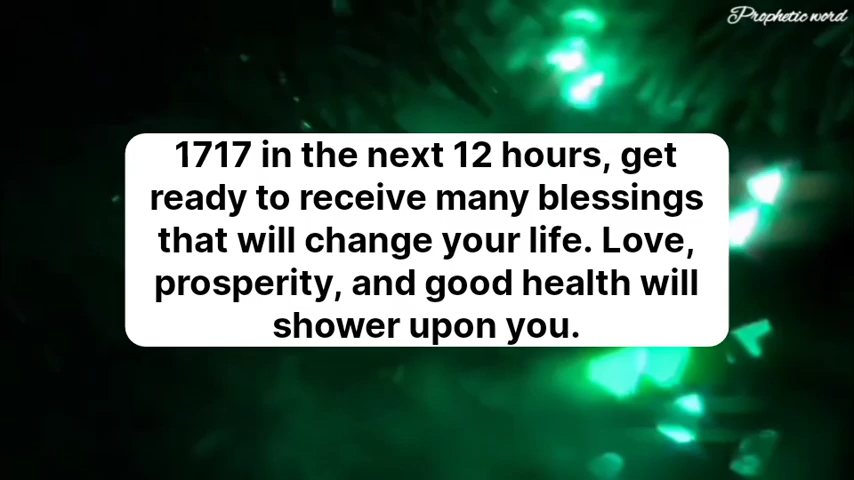 Prophetic word
1717 in the next 12 hours, get
ready to receive many blessings
that will change your life. Love,
prosperity, and good health will
shower upon you.